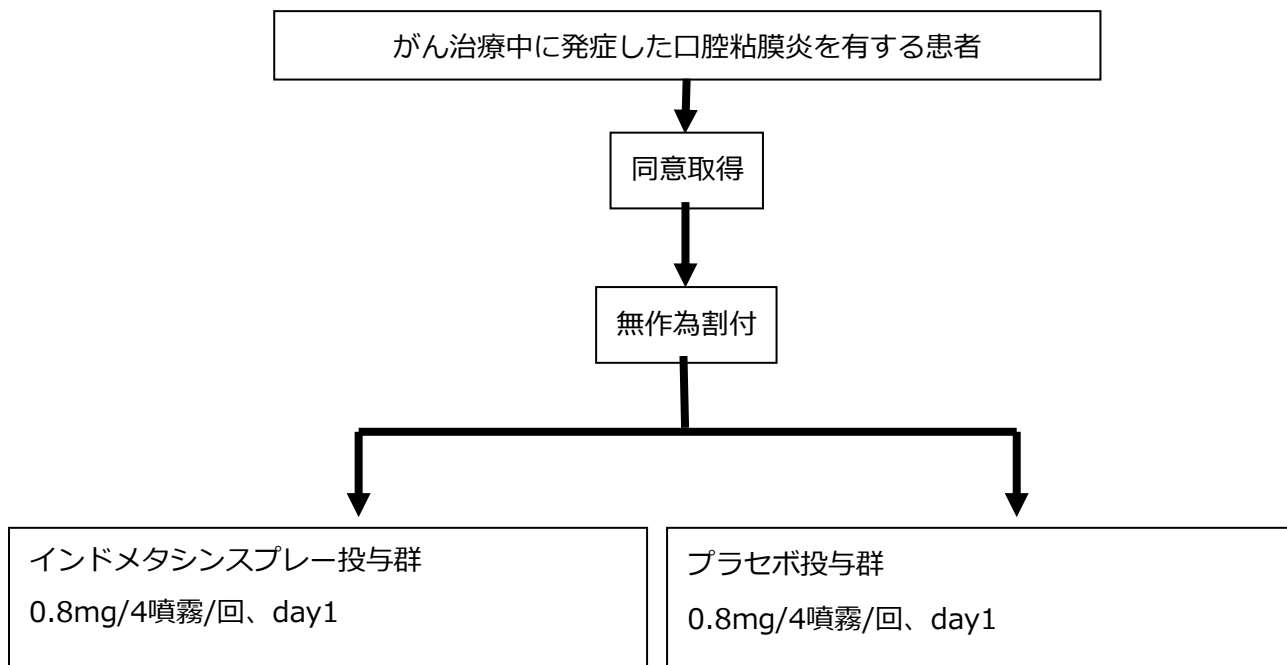 がん治療中に発症した口腔粘膜炎を有する患者
同意取得
無作為割付
インドメタシンスプレー投与群
0.8mg/4噴霧/回、day1
プラセボ投与群
0.8mg/4噴霧/回、day1